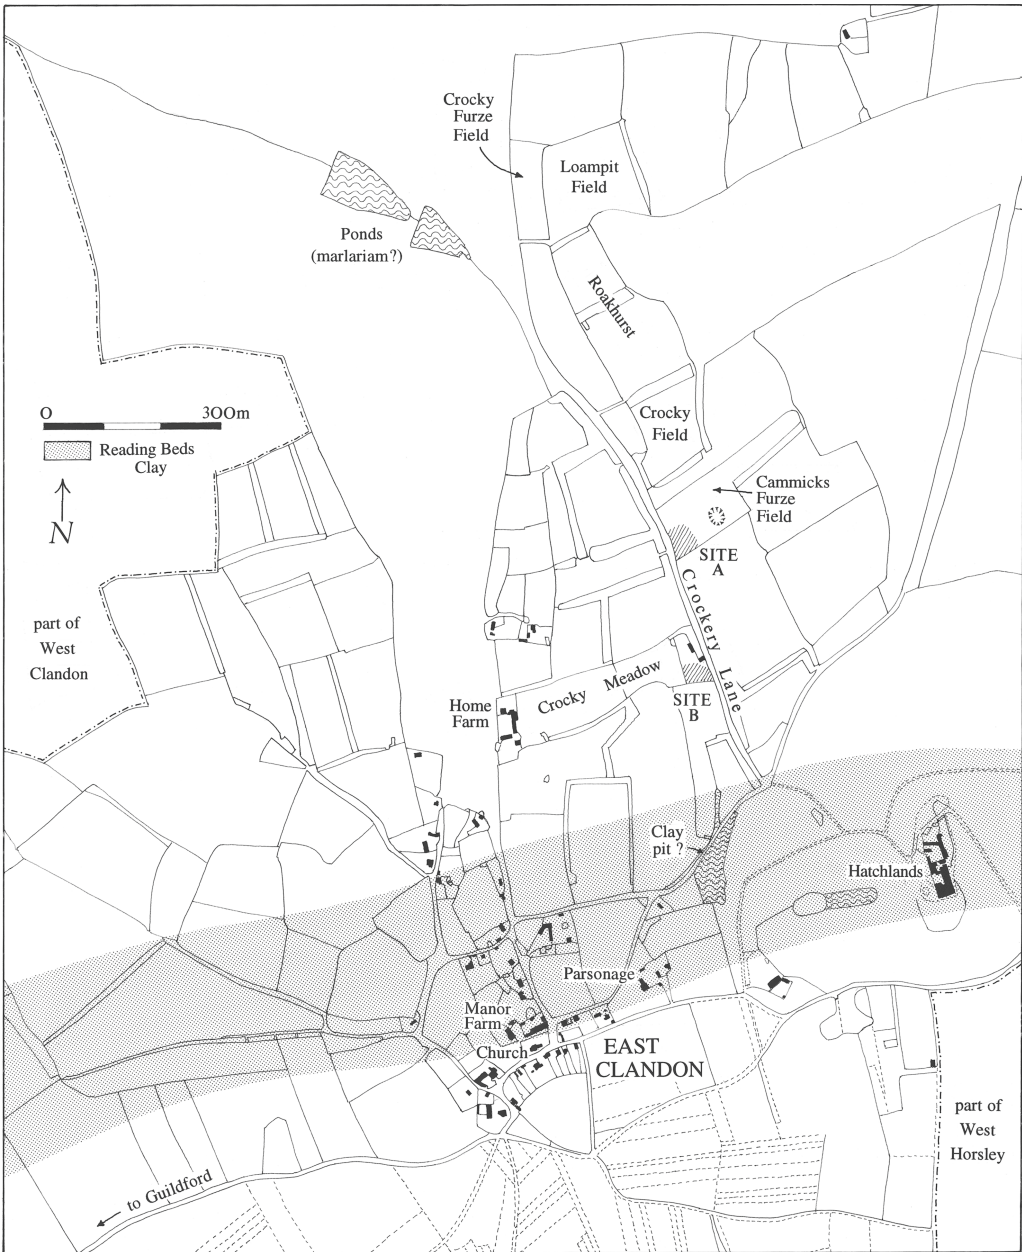 Crocky
Furze
Field
Loampit
Field
Ponds
(marlariam?)
Roakhurst
0 300m
Reading Beds
Clay
N
Crocky
Field
Cammicks
Furze
Field
SITE
A
Crockery Lane
part of
West
Clandon
Crocky Meadow
SITE
B
Home
Farm
Clay
pit ?
Hatchlands
Parsonage
Manor
Farm
Church
EAST
CLANDON
part of
West
Horsley
to Guildford